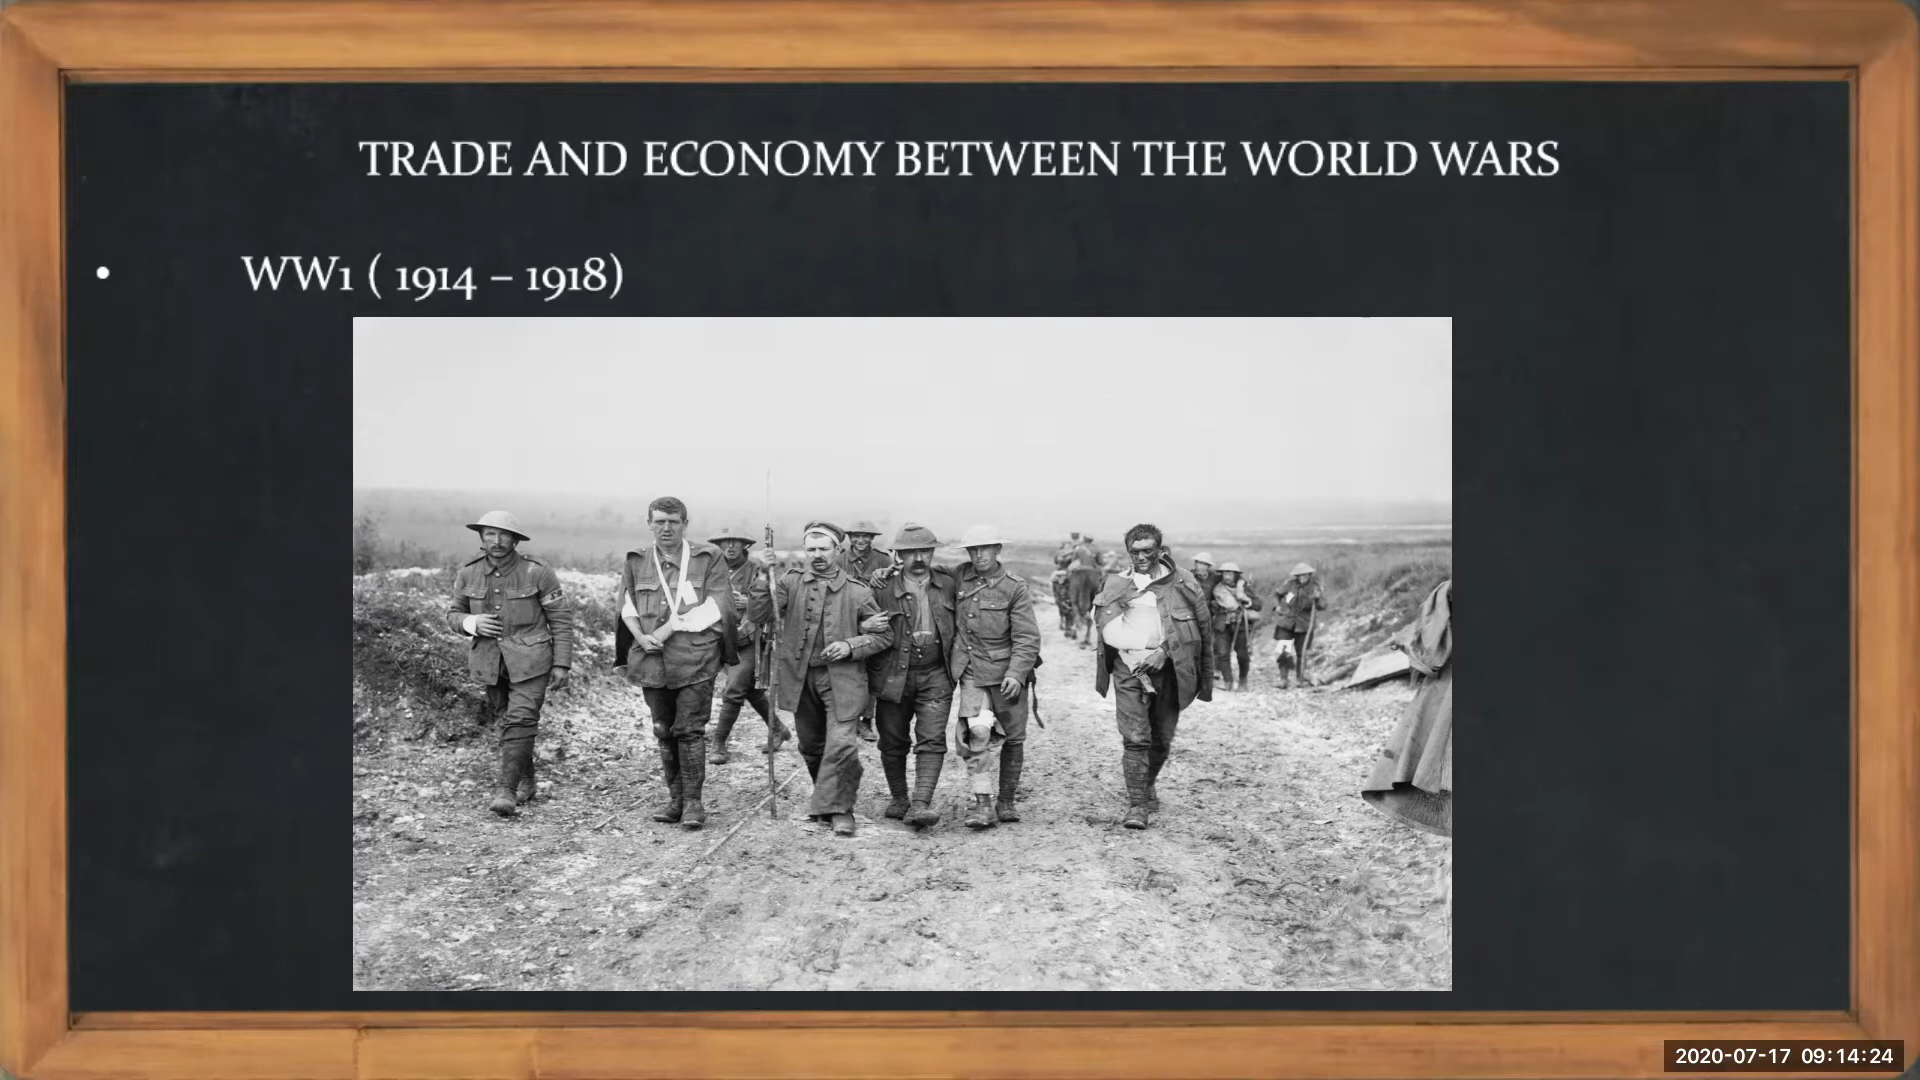 TRADE AND ECONOMY BETWEEN THE WORLD WARS
• WW1 ( 1914 – 1918)
2020-07-17 09:14:24